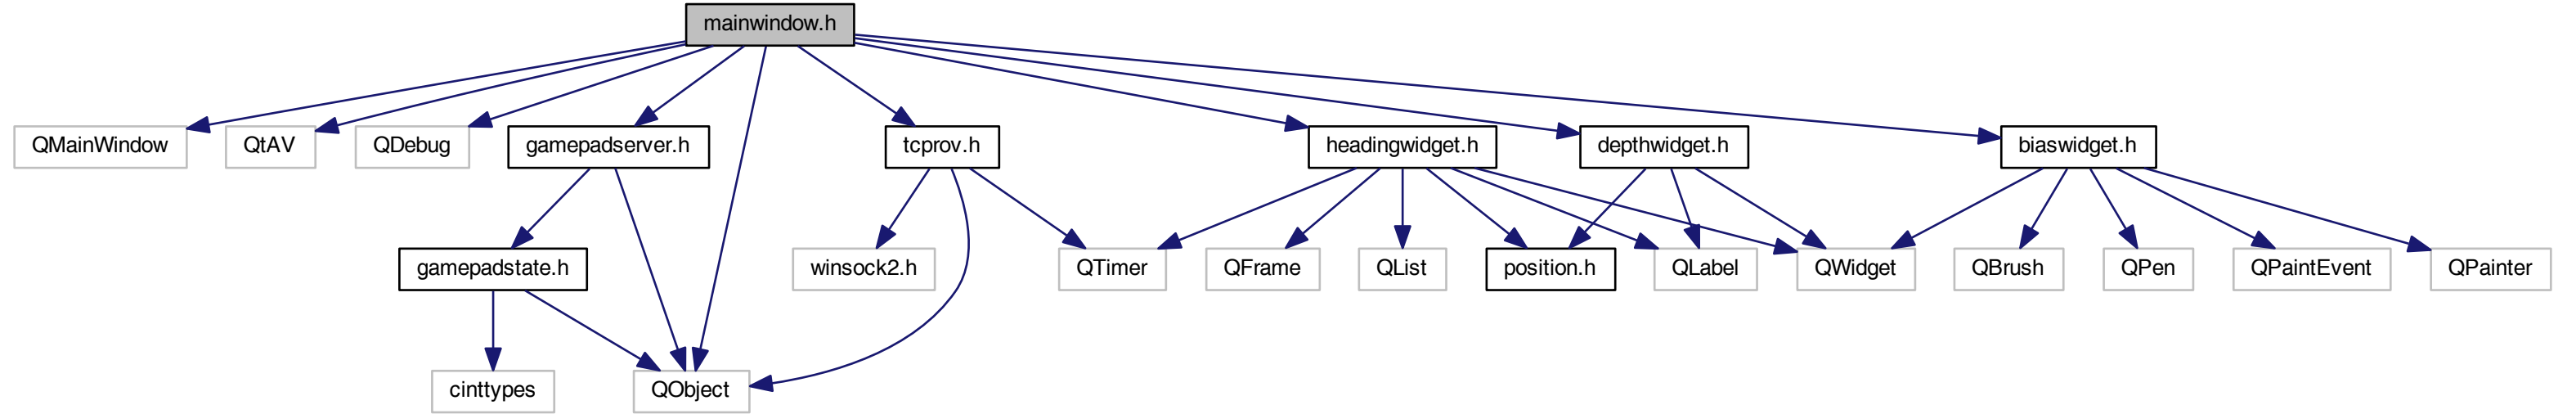 mainwindow.h
QMainWindow
QtAV
QDebug
gamepadserver.h
tcprov.h
headingwidget.h
depthwidget.h
biaswidget.h
gamepadstate.h
winsock2.h
QTimer
QFrame
QList
position.h
QLabel
QWidget
QBrush
QPen
QPaintEvent
QPainter
cinttypes
QObject